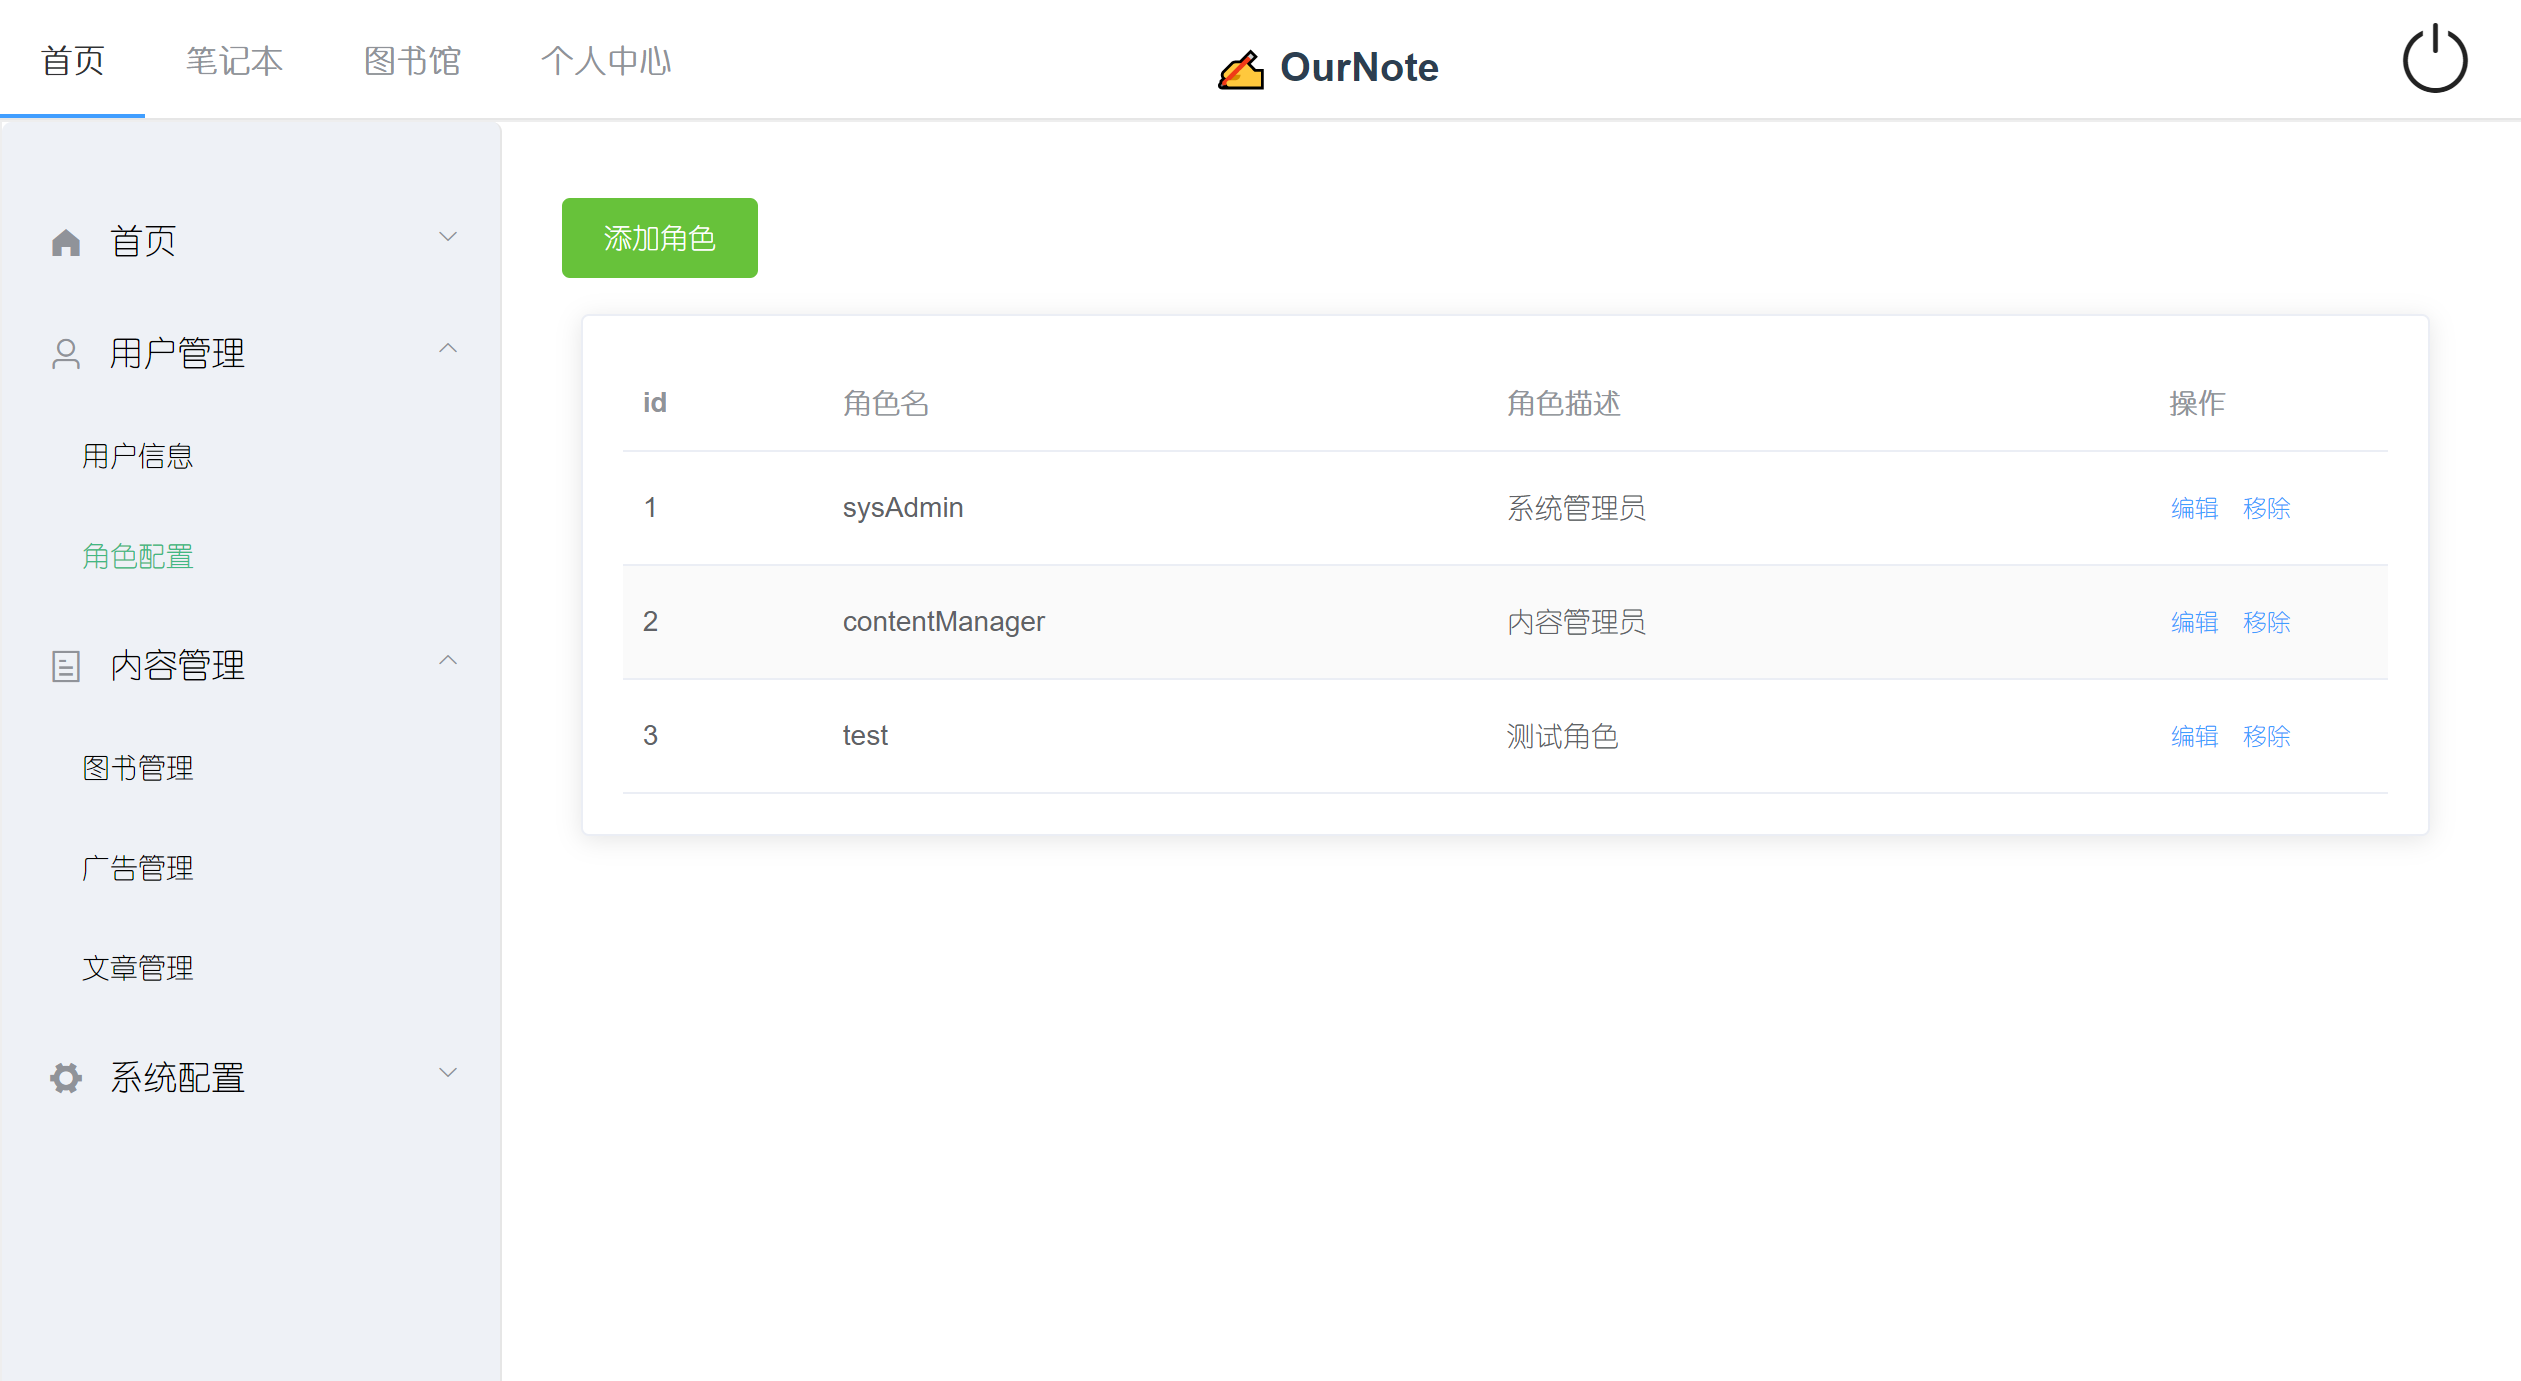 首页 笔记本 图书馆 个人中心 OurNote
首页
用户管理
用户信息
角色配置
内容管理
图书管理
广告管理
文章管理
系统配置
添加角色
id 角色名 角色描述 操作
1 sysAdmin 系统管理员 编辑 移除
2 contentManager 内容管理员 编辑 移除
3 test 测试角色 编辑 移除